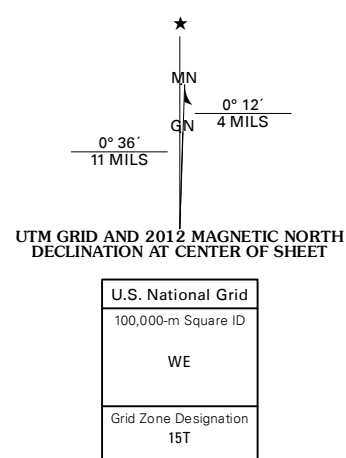 ★
MN
0° 12´
4 MILS
GN
0° 36´
11 MILS
UTM GRID AND 2012 MAGNETIC NORTH
DECLINATION AT CENTER OF SHEET
U.S. National Grid
100,000-m Square ID
WE
Grid Zone Designation
15T